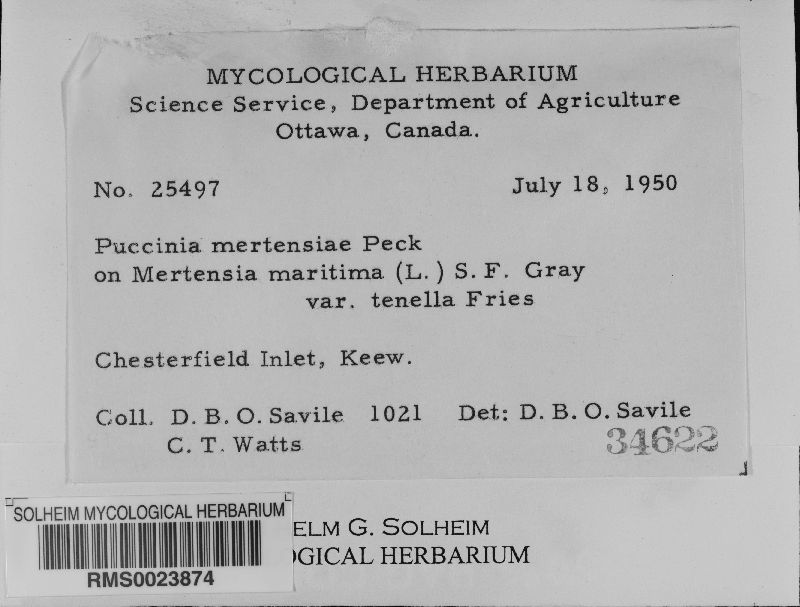 MYCOLOGICAL HERBARIUM
Science Service, Department of Agriculture
Ottawa, Canada.
No. 25497 July 18, 1950
Puccinia mertensiae Peck
on Mertensia maritima (L.) S. F. Gray
var. tenella Fries
Chesterfield Inlet, Keew.
Coll. D. B. O. Savile 1021 Det: D. B. O. Savile
C. T. Watts
34622
SOLHEIM MYCOLOGICAL HERBARIUM
RMS0023874
ELM G. SOLHEIM
OGICAL HERBARIUM